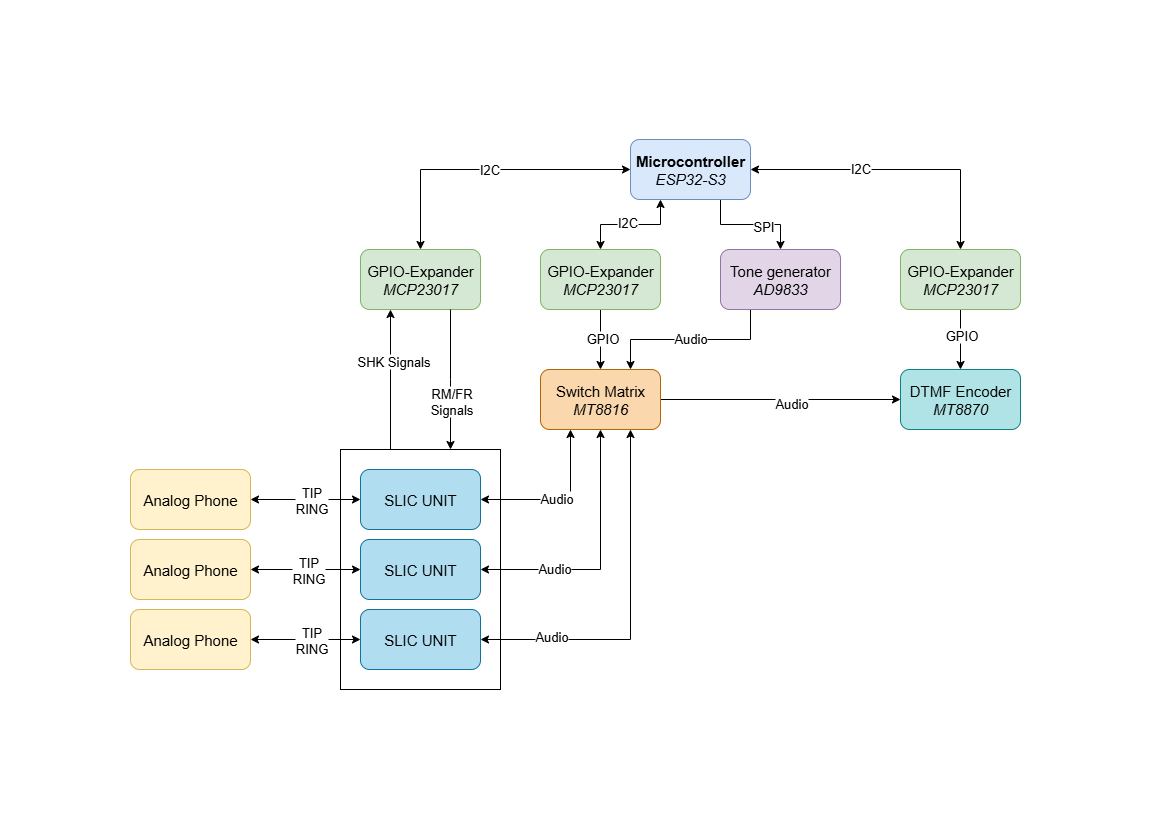 Microcontroller
ESP32-S3
I2C
I2C
I2C
SPI
GPIO-Expander
MCP23017
GPIO-Expander
MCP23017
Tone generator
AD9833
GPIO-Expander
MCP23017
SHK Signals
RM/FR
Signals
GPIO
Audio
GPIO
Switch Matrix
MT8816
Audio
DTMF Encoder
MT8870
Analog Phone
TIP
RING
SLIC UNIT
Audio
Analog Phone
TIP
RING
SLIC UNIT
Audio
Analog Phone
TIP
RING
SLIC UNIT
Audio